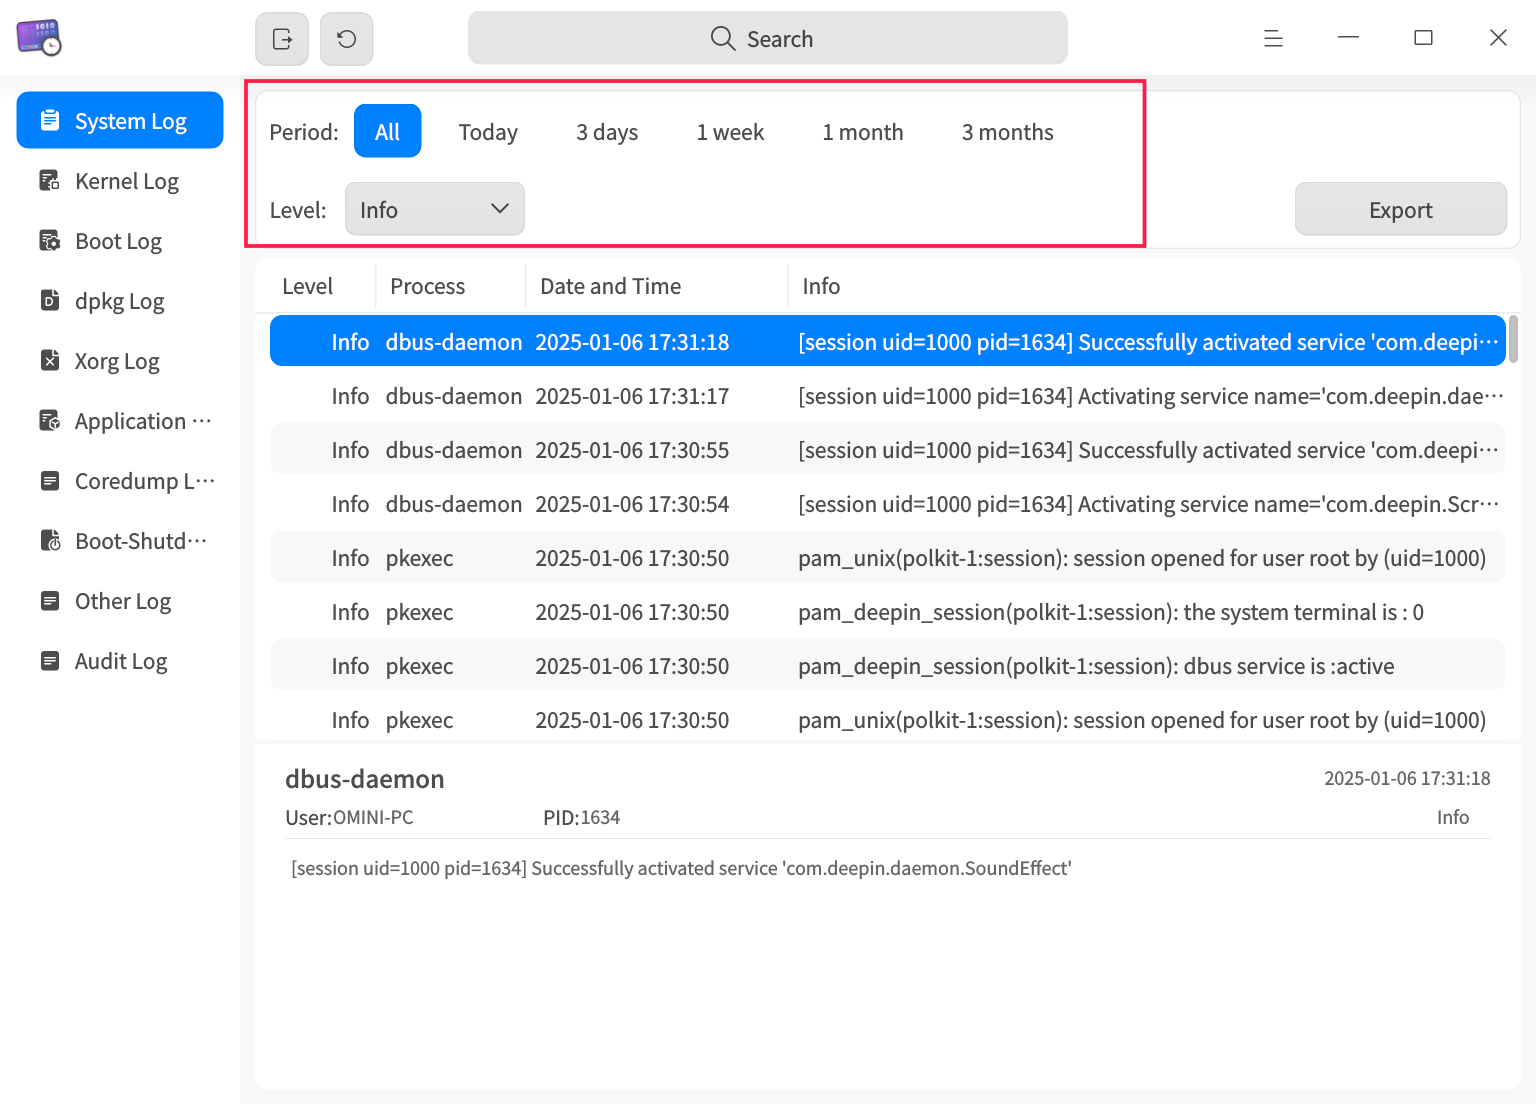 Search
System Log
Kernel Log
Boot Log
dpkg Log
Xorg Log
Application ···
Coredump L···
Boot-Shutd···
Other Log
Audit Log
Period: All Today 3 days 1 week 1 month 3 months
Level: Info Export
Level Process Date and Time Info
Info dbus-daemon 2025-01-06 17:31:18 [session uid=1000 pid=1634] Successfully activated service 'com.deepi···
Info dbus-daemon 2025-01-06 17:31:17 [session uid=1000 pid=1634] Activating service name='com.deepin.dae···
Info dbus-daemon 2025-01-06 17:30:55 [session uid=1000 pid=1634] Successfully activated service 'com.deepi···
Info dbus-daemon 2025-01-06 17:30:54 [session uid=1000 pid=1634] Activating service name='com.deepin.Scr···
Info pkexec 2025-01-06 17:30:50 pam_unix(polkit-1:session): session opened for user root by (uid=1000)
Info pkexec 2025-01-06 17:30:50 pam_deepin_session(polkit-1:session): the system terminal is : 0
Info pkexec 2025-01-06 17:30:50 pam_deepin_session(polkit-1:session): dbus service is :active
Info pkexec 2025-01-06 17:30:50 pam_unix(polkit-1:session): session opened for user root by (uid=1000)
dbus-daemon 2025-01-06 17:31:18
User:OMINI-PC PID:1634 Info
[session uid=1000 pid=1634] Successfully activated service 'com.deepin.daemon.SoundEffect'